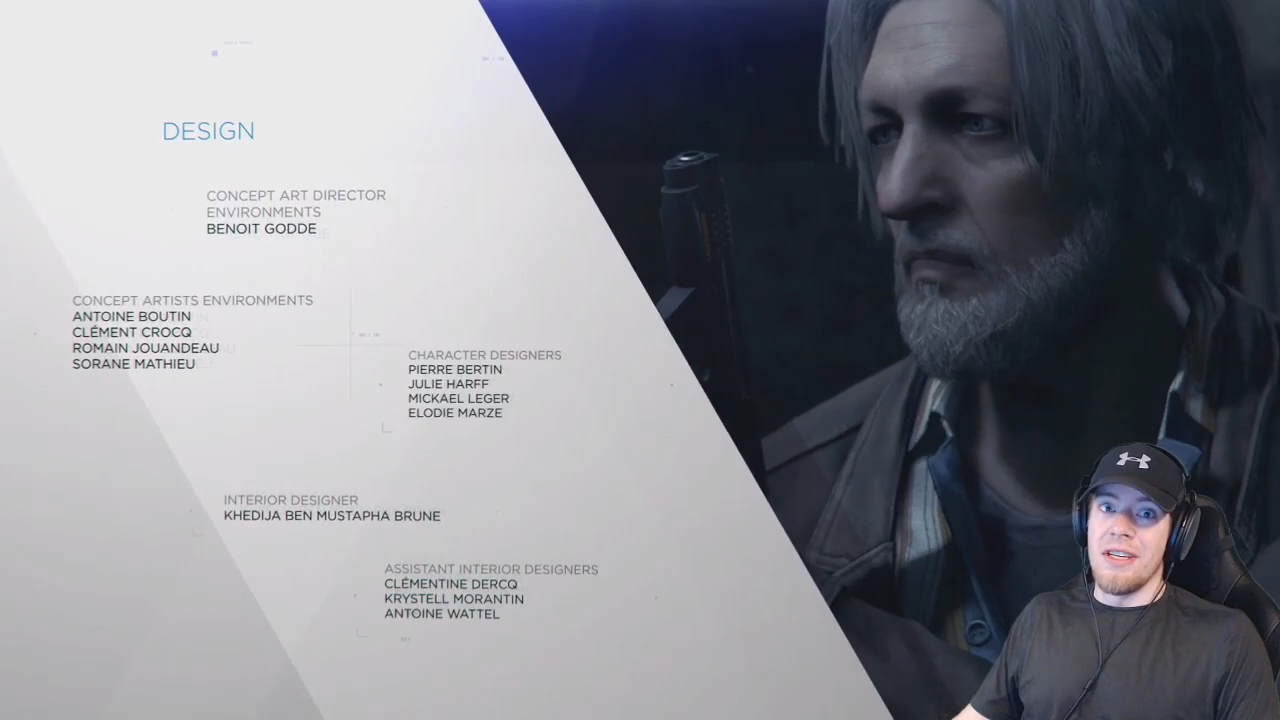 DESIGN
CONCEPT ART DIRECTOR
ENVIRONMENTS
BENOIT GODDE
CONCEPT ARTISTS ENVIRONMENTS
ANTOINE BOUTIN
CLÉMENT CROCQ
ROMAIN JOUANDEAU
SORANE MATHIEU
CHARACTER DESIGNERS
PIERRE BERTIN
JULIE HARFF
MICKAEL LEGER
ELODIE MARZE
INTERIOR DESIGNER
KHEDIJA BEN MUSTAPHA BRUNE
ASSISTANT INTERIOR DESIGNERS
CLÉMENTINE DERCQ
KRYSTELL MORANTIN
ANTOINE WATTEL